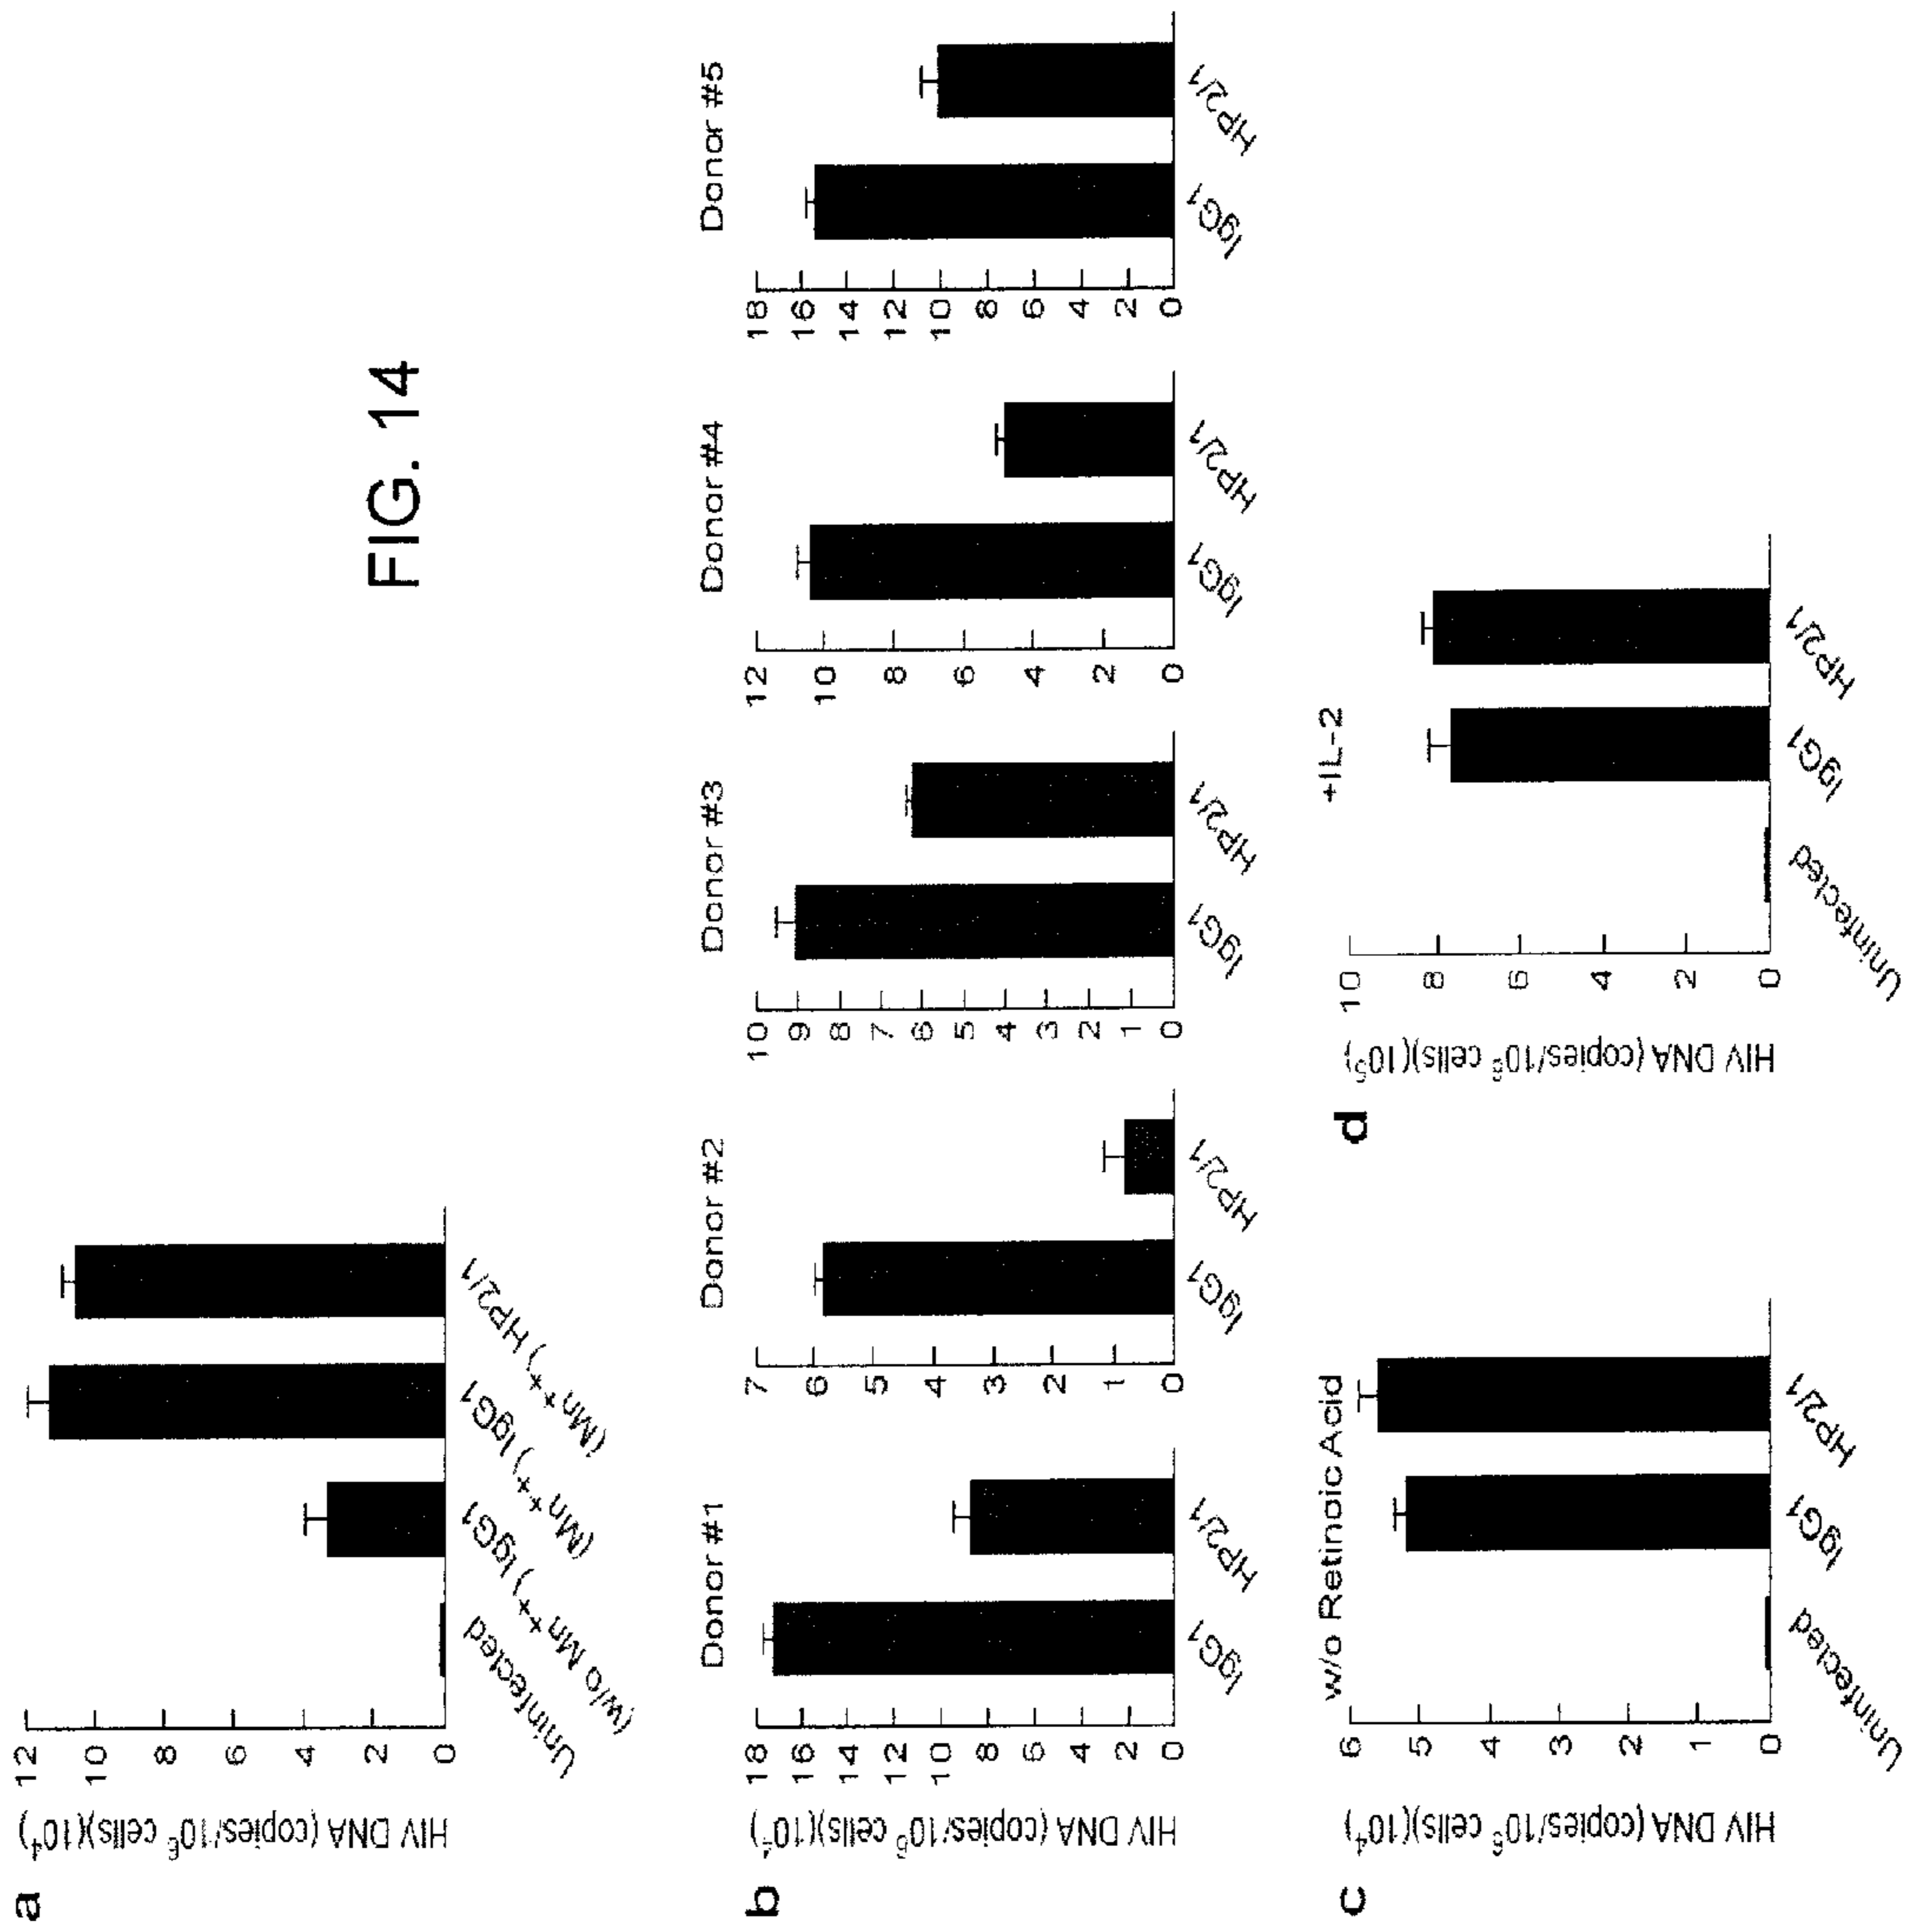 FIG. 14
a
HIV DNA (copies/10⁶ cells)(10⁴)
12
10
8
6
4
2
0
Uninfected
(w/o Mn⁺⁺) IgG1
(Mn⁺⁺) IgG1
(Mn⁺⁺) HP2/1
b
HIV DNA (copies/10⁶ cells)(10⁴)
Donor #1
18
16
14
12
10
8
6
4
2
0
IgG1
HP2/1
Donor #2
7
6
5
4
3
2
1
0
IgG1
HP2/1
Donor #3
10
9
8
7
6
5
4
3
2
1
0
IgG1
HP2/1
Donor #4
12
10
8
6
4
2
0
IgG1
HP2/1
Donor #5
18
16
14
12
10
8
6
4
2
0
IgG1
HP2/1
c
HIV DNA (copies/10⁶ cells)(10⁴)
w/o Retinoic Acid
6
5
4
3
2
1
0
Uninfected
IgG1
HP2/1
d
HIV DNA (copies/10⁶ cells)(10⁵)
+IL-2
10
8
6
4
2
0
Uninfected
IgG1
HP2/1